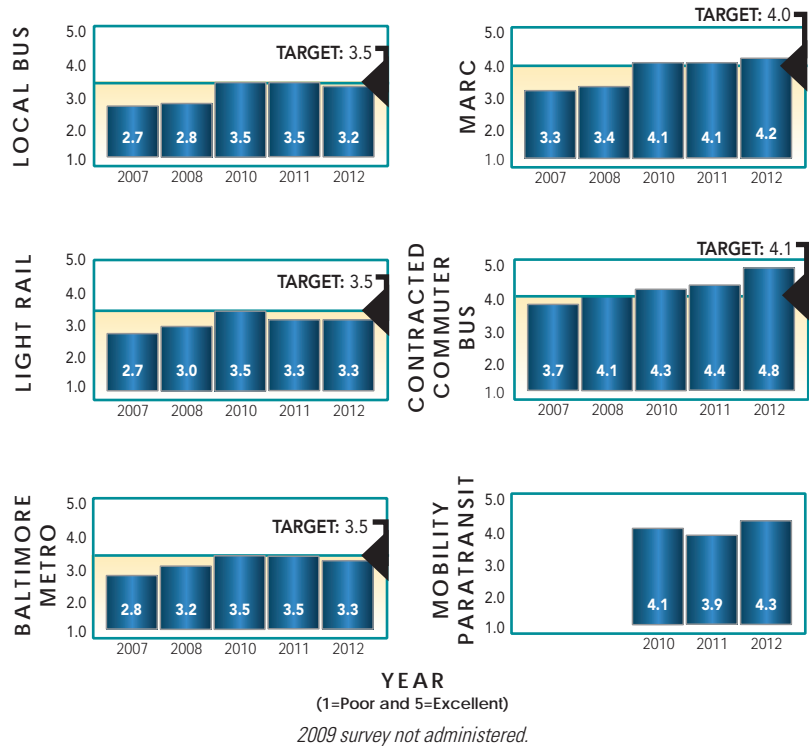 LOCAL BUS
TARGET: 3.5
5.0
4.0
3.0
2.0
1.0
2.7 2.8 3.5 3.5 3.2
2007 2008 2010 2011 2012
MARC
TARGET: 4.0
5.0
4.0
3.0
2.0
1.0
3.3 3.4 4.1 4.1 4.2
2007 2008 2010 2011 2012
LIGHT RAIL
TARGET: 3.5
5.0
4.0
3.0
2.0
1.0
2.7 3.0 3.5 3.3 3.3
2007 2008 2010 2011 2012
CONTRACTED
COMMUTER
BUS
TARGET: 4.1
5.0
4.0
3.0
2.0
1.0
3.7 4.1 4.3 4.4 4.8
2007 2008 2010 2011 2012
BALTIMORE
METRO
TARGET: 3.5
5.0
4.0
3.0
2.0
1.0
2.8 3.2 3.5 3.5 3.3
2007 2008 2010 2011 2012
MOBILITY
PARATRANSIT
5.0
4.0
3.0
2.0
1.0
4.1 3.9 4.3
2010 2011 2012
YEAR
(1=Poor and 5=Excellent)
2009 survey not administered.